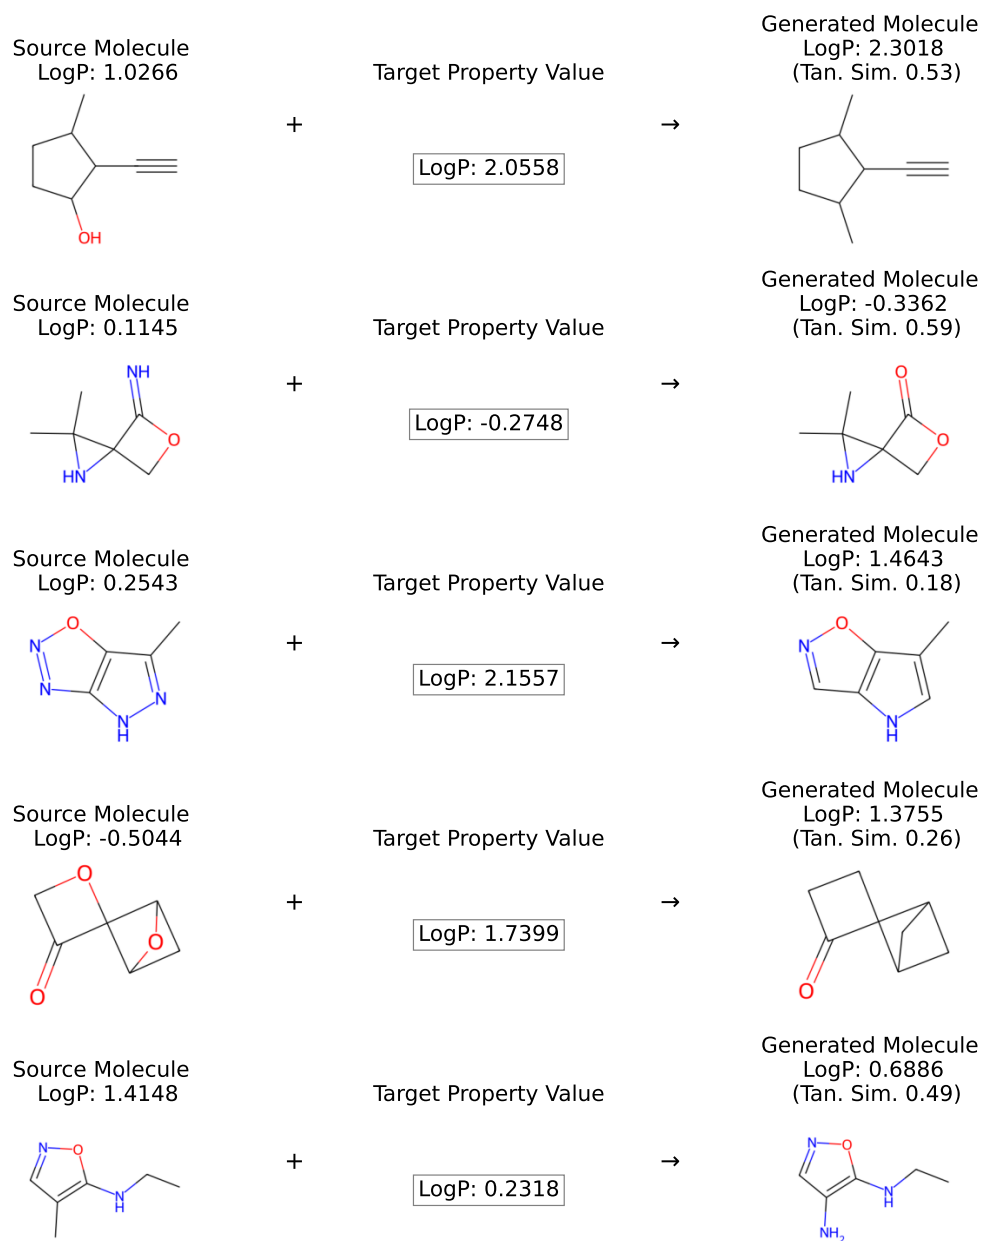 Source Molecule
LogP: 1.0266
OH
+
Target Property Value
LogP: 2.0558
→
Generated Molecule
LogP: 2.3018
(Tan. Sim. 0.53)
Source Molecule
LogP: 0.1145
NH
O
HN
+
Target Property Value
LogP: -0.2748
→
Generated Molecule
LogP: -0.3362
(Tan. Sim. 0.59)
O
O
HN
Source Molecule
LogP: 0.2543
O
N
N
N
N
H
+
Target Property Value
LogP: 2.1557
→
Generated Molecule
LogP: 1.4643
(Tan. Sim. 0.18)
O
N
N
H
Source Molecule
LogP: -0.5044
O
O
O
+
Target Property Value
LogP: 1.7399
→
Generated Molecule
LogP: 1.3755
(Tan. Sim. 0.26)
O
Source Molecule
LogP: 1.4148
N O
N
H
+
Target Property Value
LogP: 0.2318
→
Generated Molecule
LogP: 0.6886
(Tan. Sim. 0.49)
N O
N
H
NH₂